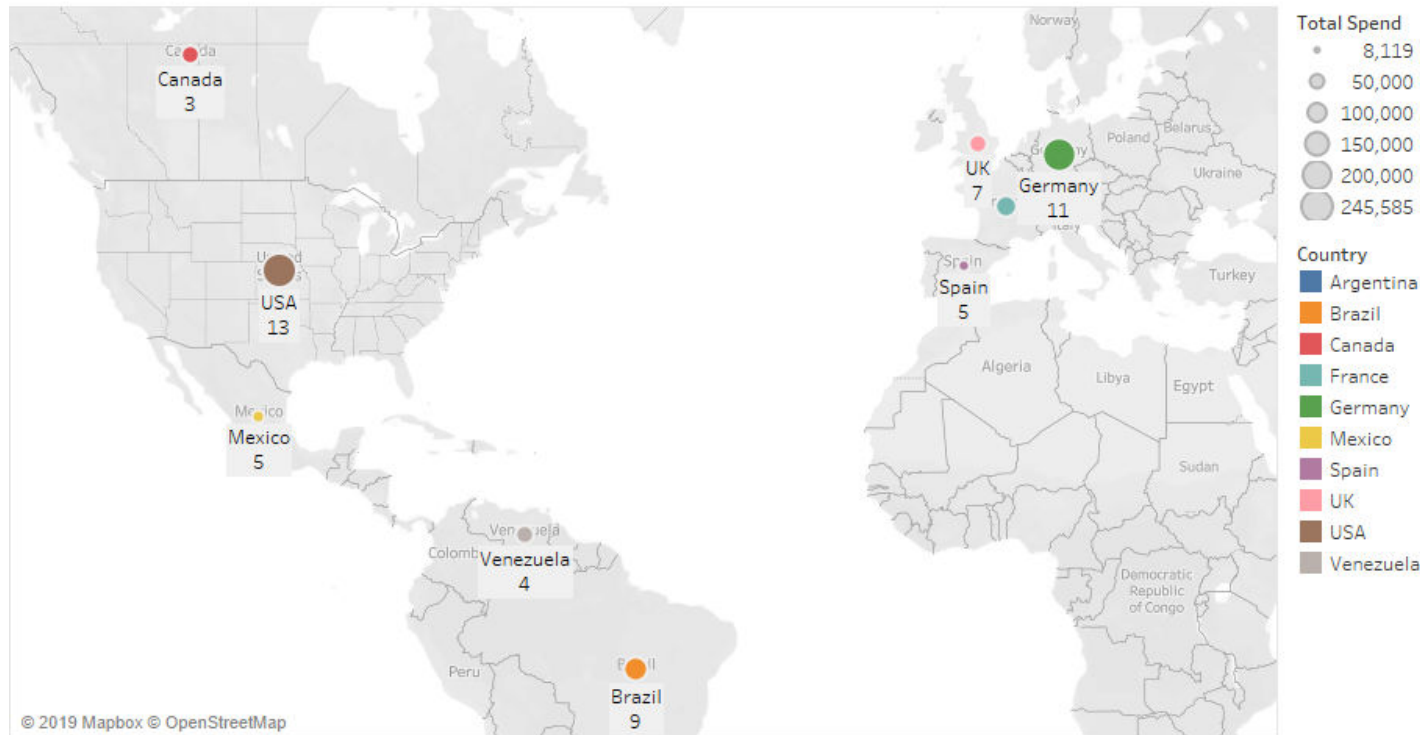 Canada
3
USA
13
Mexico
Mexico
5
Venezuela
Colomb
Venezuela
4
Peru
Brazil
9
Norway
Poland
Belarus
Ukraine
UK
7
Germany
11
Italy
Spain
Spain
5
Turkey
Algeria
Libya
Egypt
Sudan
Democratic
Republic
of Congo
© 2019 Mapbox © OpenStreetMap
Total Spend
8,119
50,000
100,000
150,000
200,000
245,585
Country
Argentina
Brazil
Canada
France
Germany
Mexico
Spain
UK
USA
Venezuela